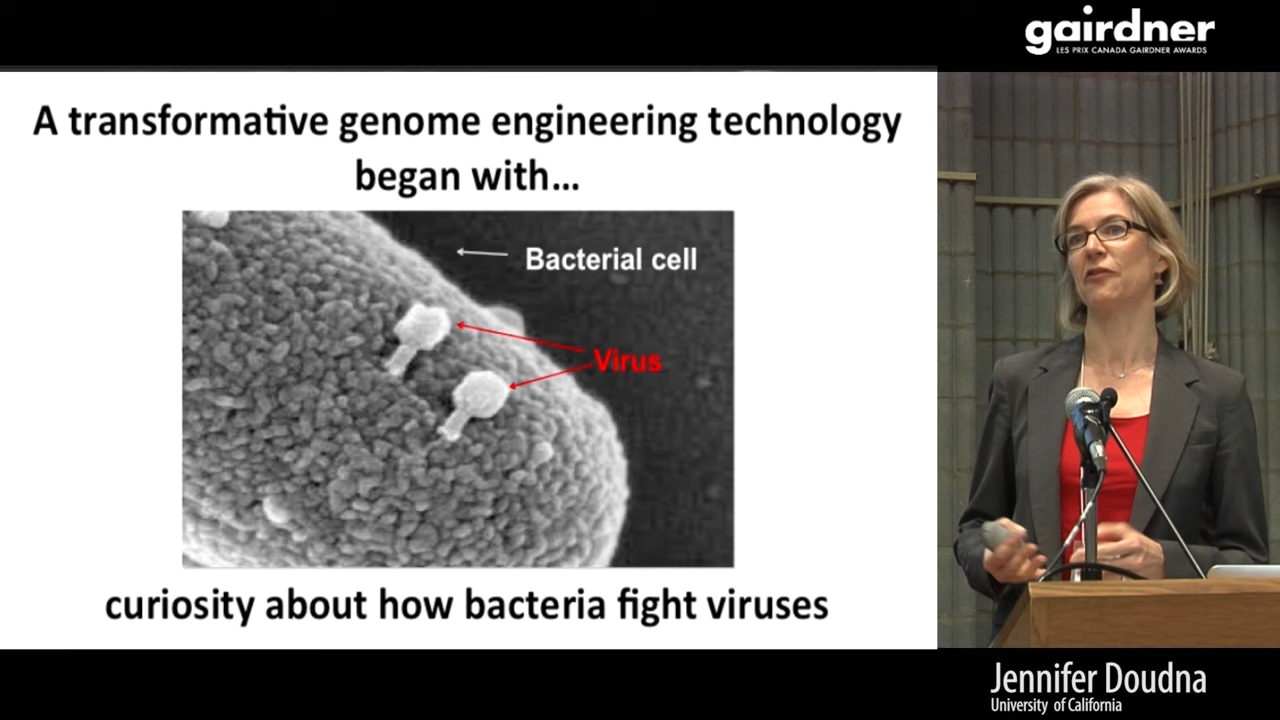 gairdner
LES PRIX CANADA GAIRDNER AWARDS
A transformative genome engineering technology
began with...
Bacterial cell
Virus
curiosity about how bacteria fight viruses
Jennifer Doudna
University of California